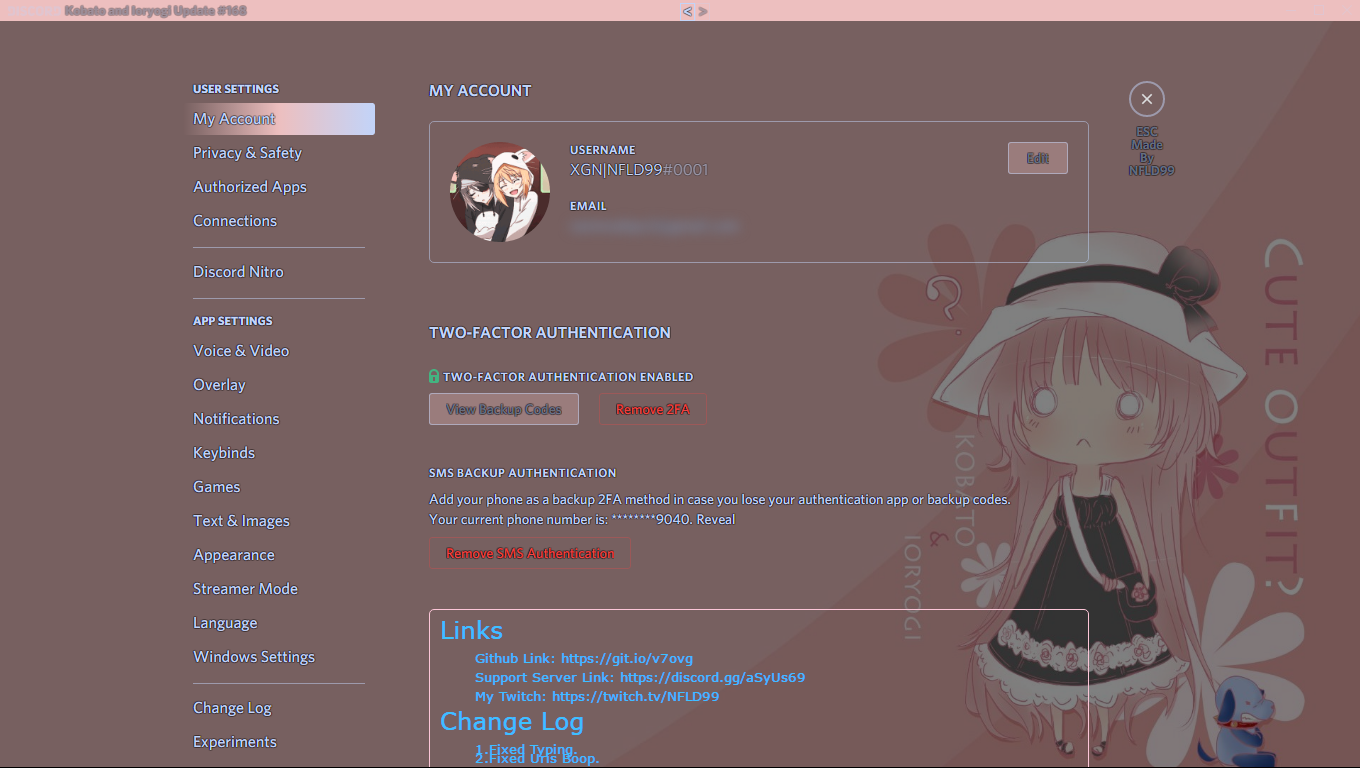 Kobato and Ioryogi Update #168
< >
USER SETTINGS
My Account
Privacy & Safety
Authorized Apps
Connections
Discord Nitro
APP SETTINGS
Voice & Video
Overlay
Notifications
Keybinds
Games
Text & Images
Appearance
Streamer Mode
Language
Windows Settings
Change Log
Experiments
MY ACCOUNT
USERNAME
XGN|NFLD99#0001
Edit
EMAIL
TWO-FACTOR AUTHENTICATION
TWO-FACTOR AUTHENTICATION ENABLED
View Backup Codes
Remove 2FA
SMS BACKUP AUTHENTICATION
Add your phone as a backup 2FA method in case you lose your authentication app or backup codes.
Your current phone number is: ********9040. Reveal
Remove SMS Authentication
Links
Github Link: https://git.io/v7ovg
Support Server Link: https://discord.gg/aSyUs69
My Twitch: https://twitch.tv/NFLD99
Change Log
1.Fixed Typing.
2.Fixed Urls Boop.
ESC
Made
By
NFLD99
?
CUTE OUTFIT?
KOBATO
&
IORYOGI